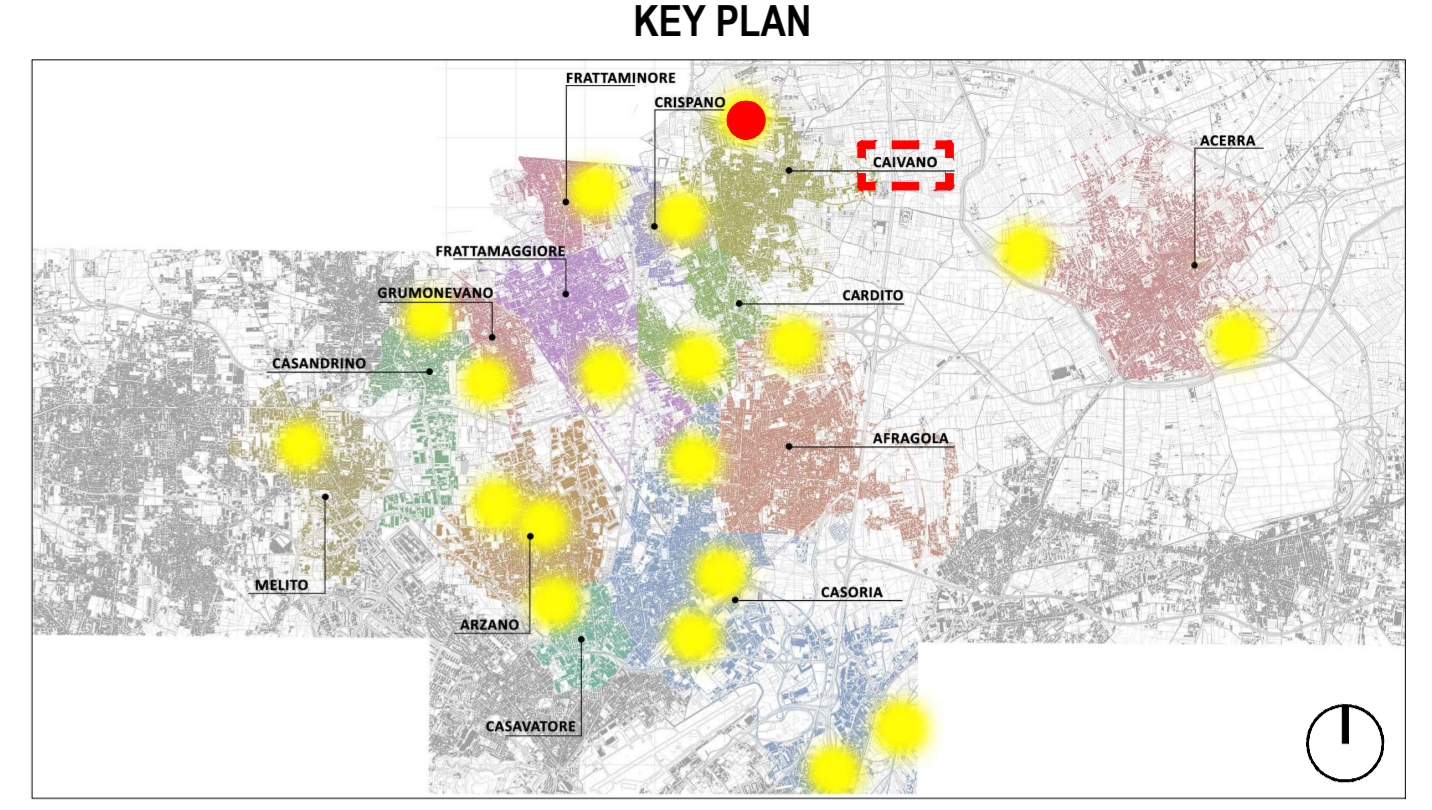 KEY PLAN
FRATTAMINORE
CRISPANO
ACERRA
CAIVANO
FRATTAMAGGIORE
GRUMONEVANO
CARDITO
CASANDRINO
AFRAGOLA
MELITO
CASORIA
ARZANO
CASAVATORE